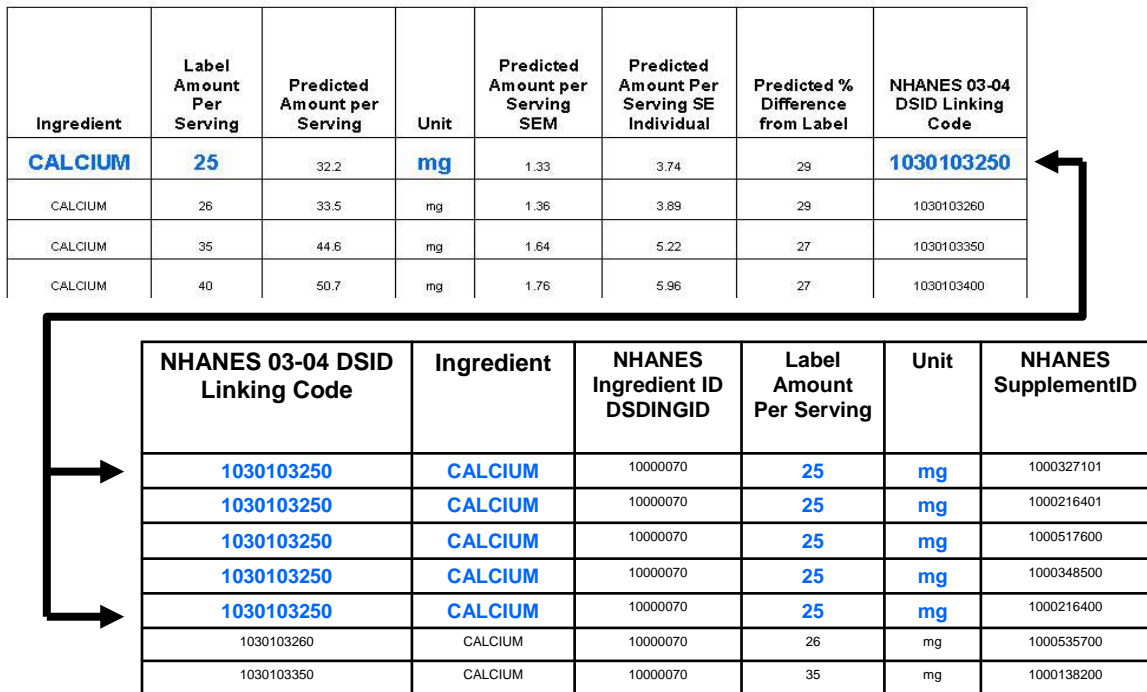 Ingredient Label Amount Per Serving Predicted Amount per Serving Unit Predicted Amount per Serving SEM Predicted Amount Per Serving SE Individual Predicted % Difference from Label NHANES 03-04 DSID Linking Code
CALCIUM 25 32.2 mg 1.33 3.74 29 1030103250
CALCIUM 26 33.5 mg 1.36 3.89 29 1030103260
CALCIUM 35 44.6 mg 1.64 5.22 27 1030103350
CALCIUM 40 50.7 mg 1.76 5.96 27 1030103400
NHANES 03-04 DSID Linking Code Ingredient NHANES Ingredient ID DSDINGID Label Amount Per Serving Unit NHANES SupplementID
1030103250 CALCIUM 10000070 25 mg 1000327101
1030103250 CALCIUM 10000070 25 mg 1000216401
1030103250 CALCIUM 10000070 25 mg 1000517600
1030103250 CALCIUM 10000070 25 mg 1000348500
1030103250 CALCIUM 10000070 25 mg 1000216400
1030103260 CALCIUM 10000070 26 mg 1000535700
1030103350 CALCIUM 10000070 35 mg 1000138200